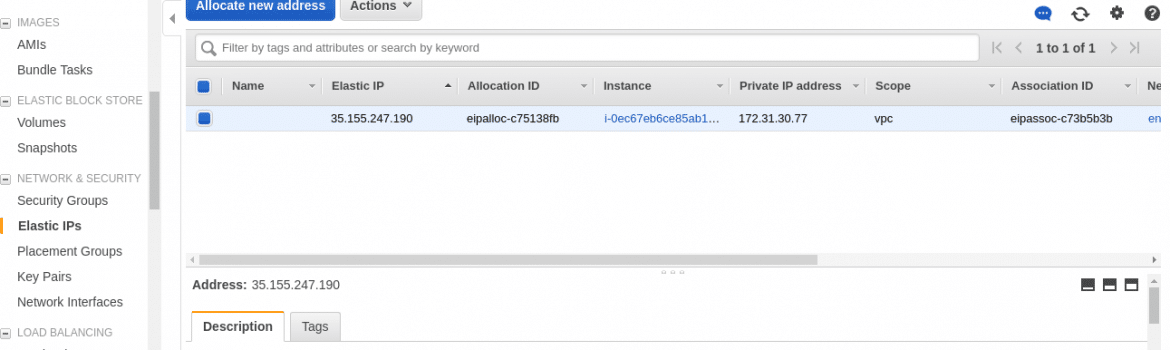 Allocate new address
Actions
IMAGES
AMIs
Bundle Tasks
ELASTIC BLOCK STORE
Volumes
Snapshots
NETWORK & SECURITY
Security Groups
Elastic IPs
Placement Groups
Key Pairs
Network Interfaces
LOAD BALANCING
Filter by tags and attributes or search by keyword
1 to 1 of 1
Name Elastic IP Allocation ID Instance Private IP address Scope Association ID Ne
35.155.247.190 eipalloc-c75138fb i-0ec67eb6ce85ab1… 172.31.30.77 vpc eipassoc-c73b5b3b en
Address: 35.155.247.190
Description Tags